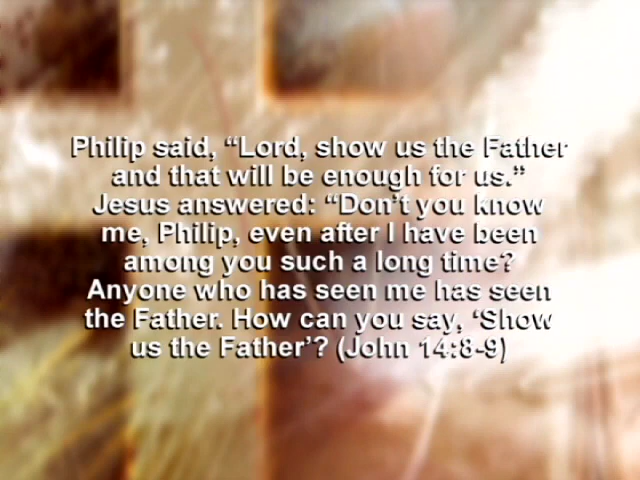 Philip said, “Lord, show us the Father
and that will be enough for us.”
Jesus answered: “Don’t you know
me, Philip, even after I have been
among you such a long time?
Anyone who has seen me has seen
the Father. How can you say, ‘Show
us the Father’? (John 14:8-9)